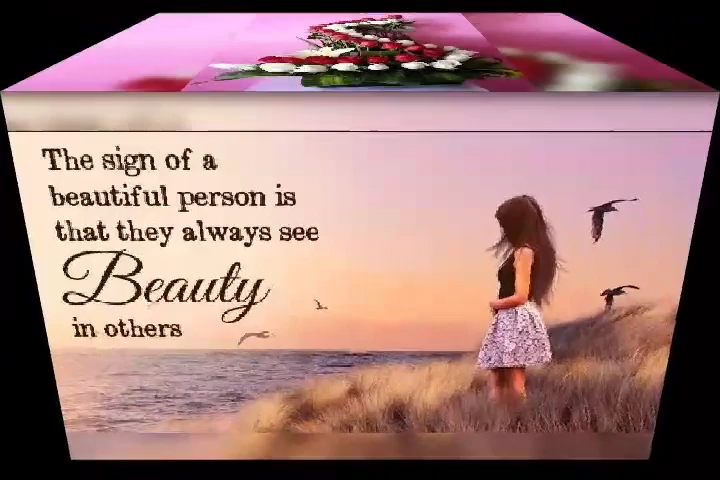 The sign of a
beautiful person is
that they always see
Beauty
in others